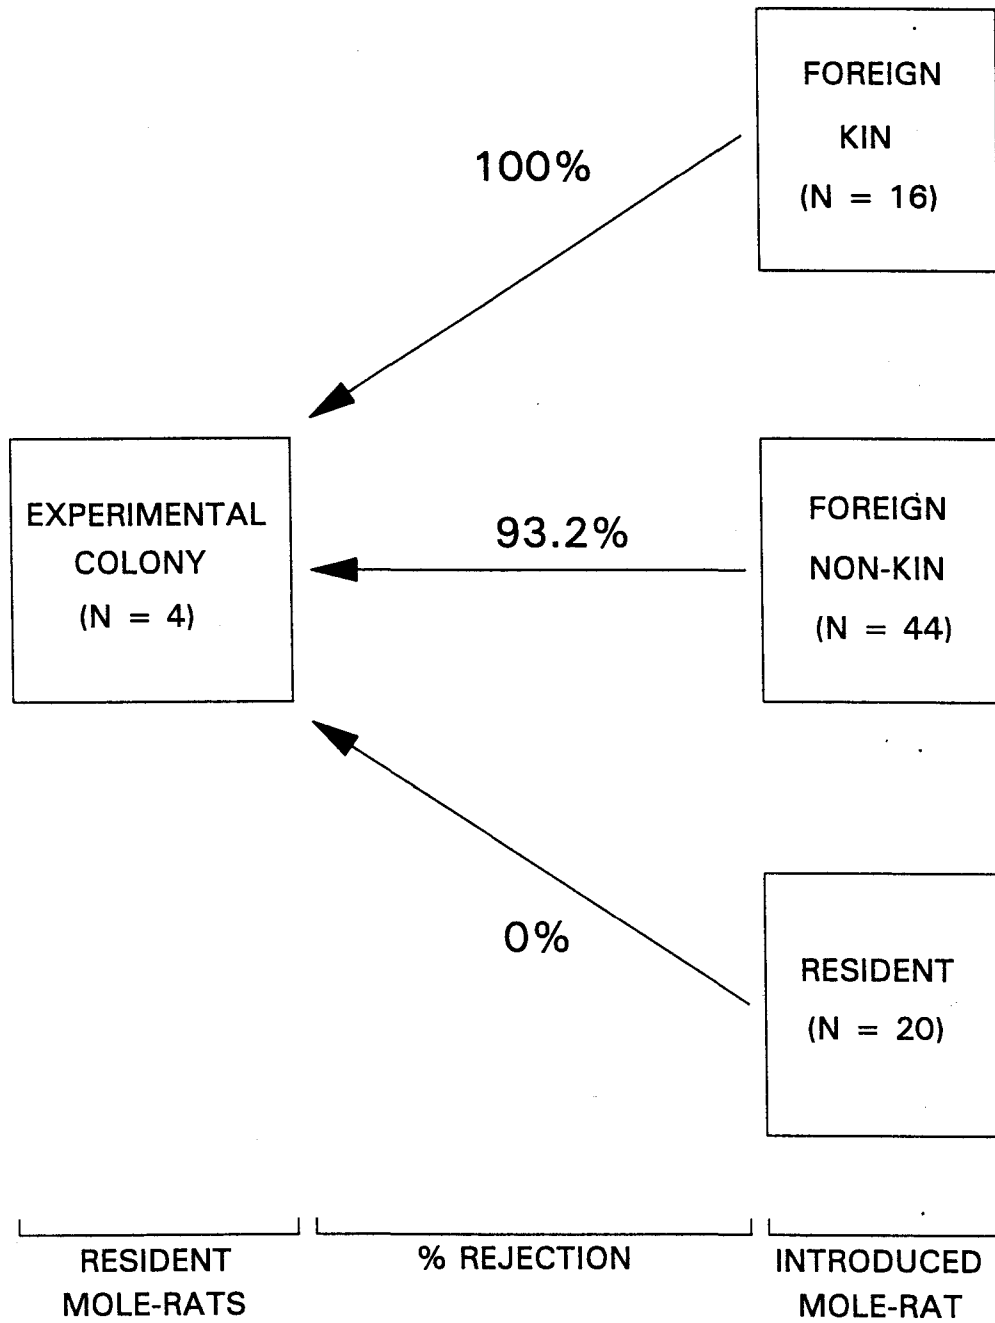 FOREIGN
KIN
(N = 16)
100%
EXPERIMENTAL
COLONY
(N = 4)
93.2%
FOREIGN
NON-KIN
(N = 44)
0%
RESIDENT
(N = 20)
RESIDENT
MOLE-RATS
% REJECTION
INTRODUCED
MOLE-RAT